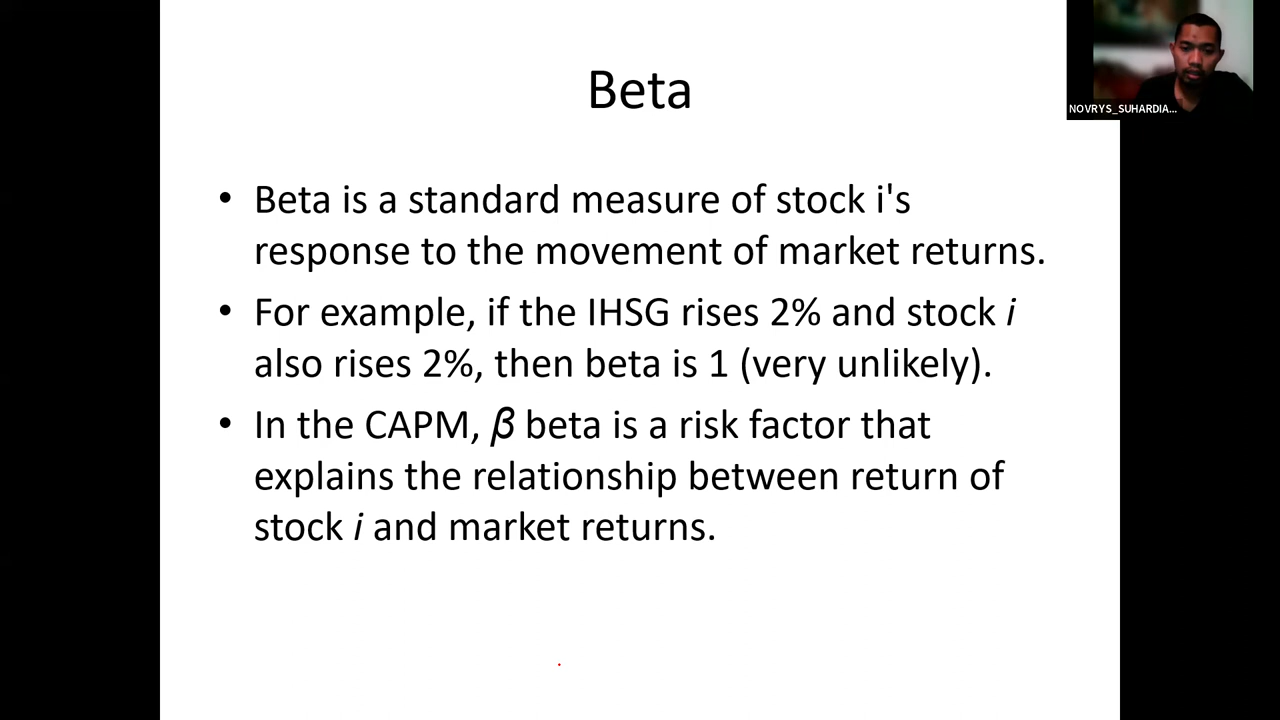 Beta
• Beta is a standard measure of stock i's
response to the movement of market returns.
• For example, if the IHSG rises 2% and stock i
also rises 2%, then beta is 1 (very unlikely).
• In the CAPM, β beta is a risk factor that
explains the relationship between return of
stock i and market returns.
NOVRYS_SUHARDIA...